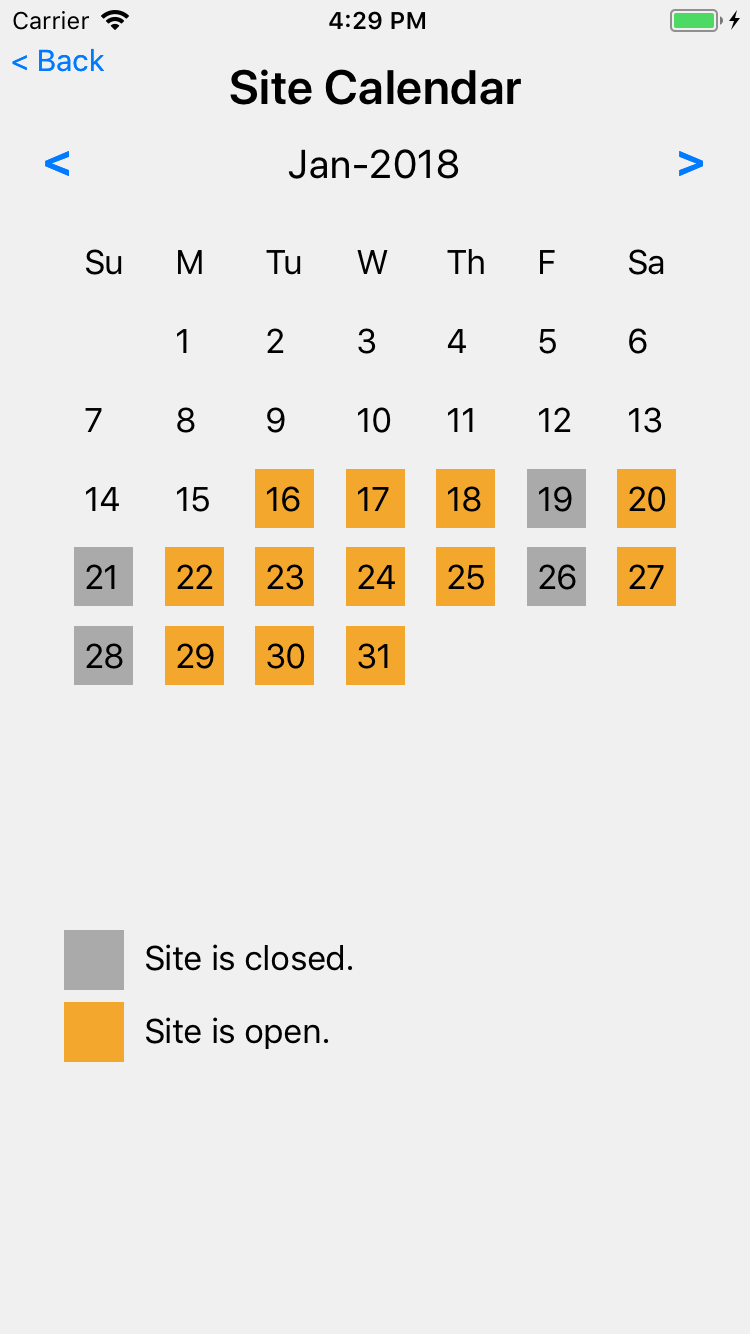 Carrier 4:29 PM
< Back
Site Calendar
< Jan-2018 >
Su M Tu W Th F Sa
1 2 3 4 5 6
7 8 9 10 11 12 13
14 15 16 17 18 19 20
21 22 23 24 25 26 27
28 29 30 31
Site is closed.
Site is open.